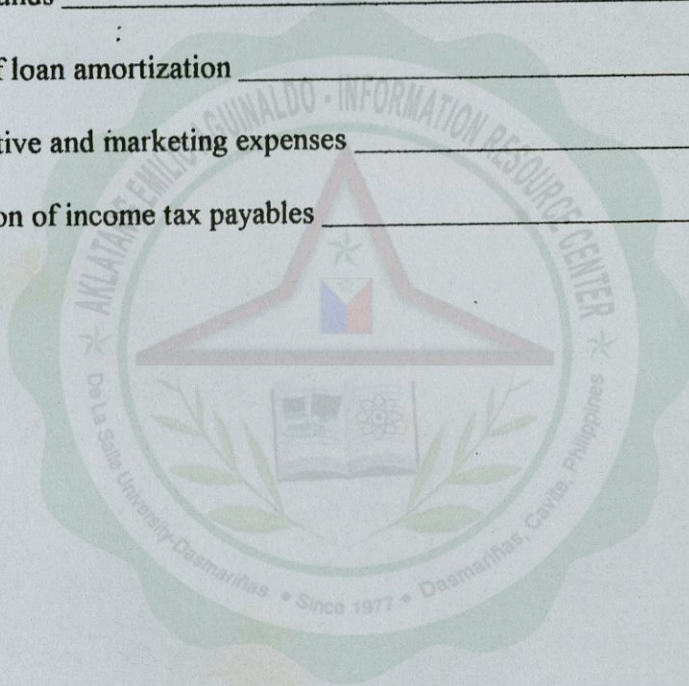 f loan amortization
tive and marketing expenses
on of income tax payables
AKLATANG EMILIO AGUINALDO - INFORMATION RESOURCE CENTER
De La Salle University-Dasmariñas • Since 1977 • Dasmariñas, Cavite, Philippines